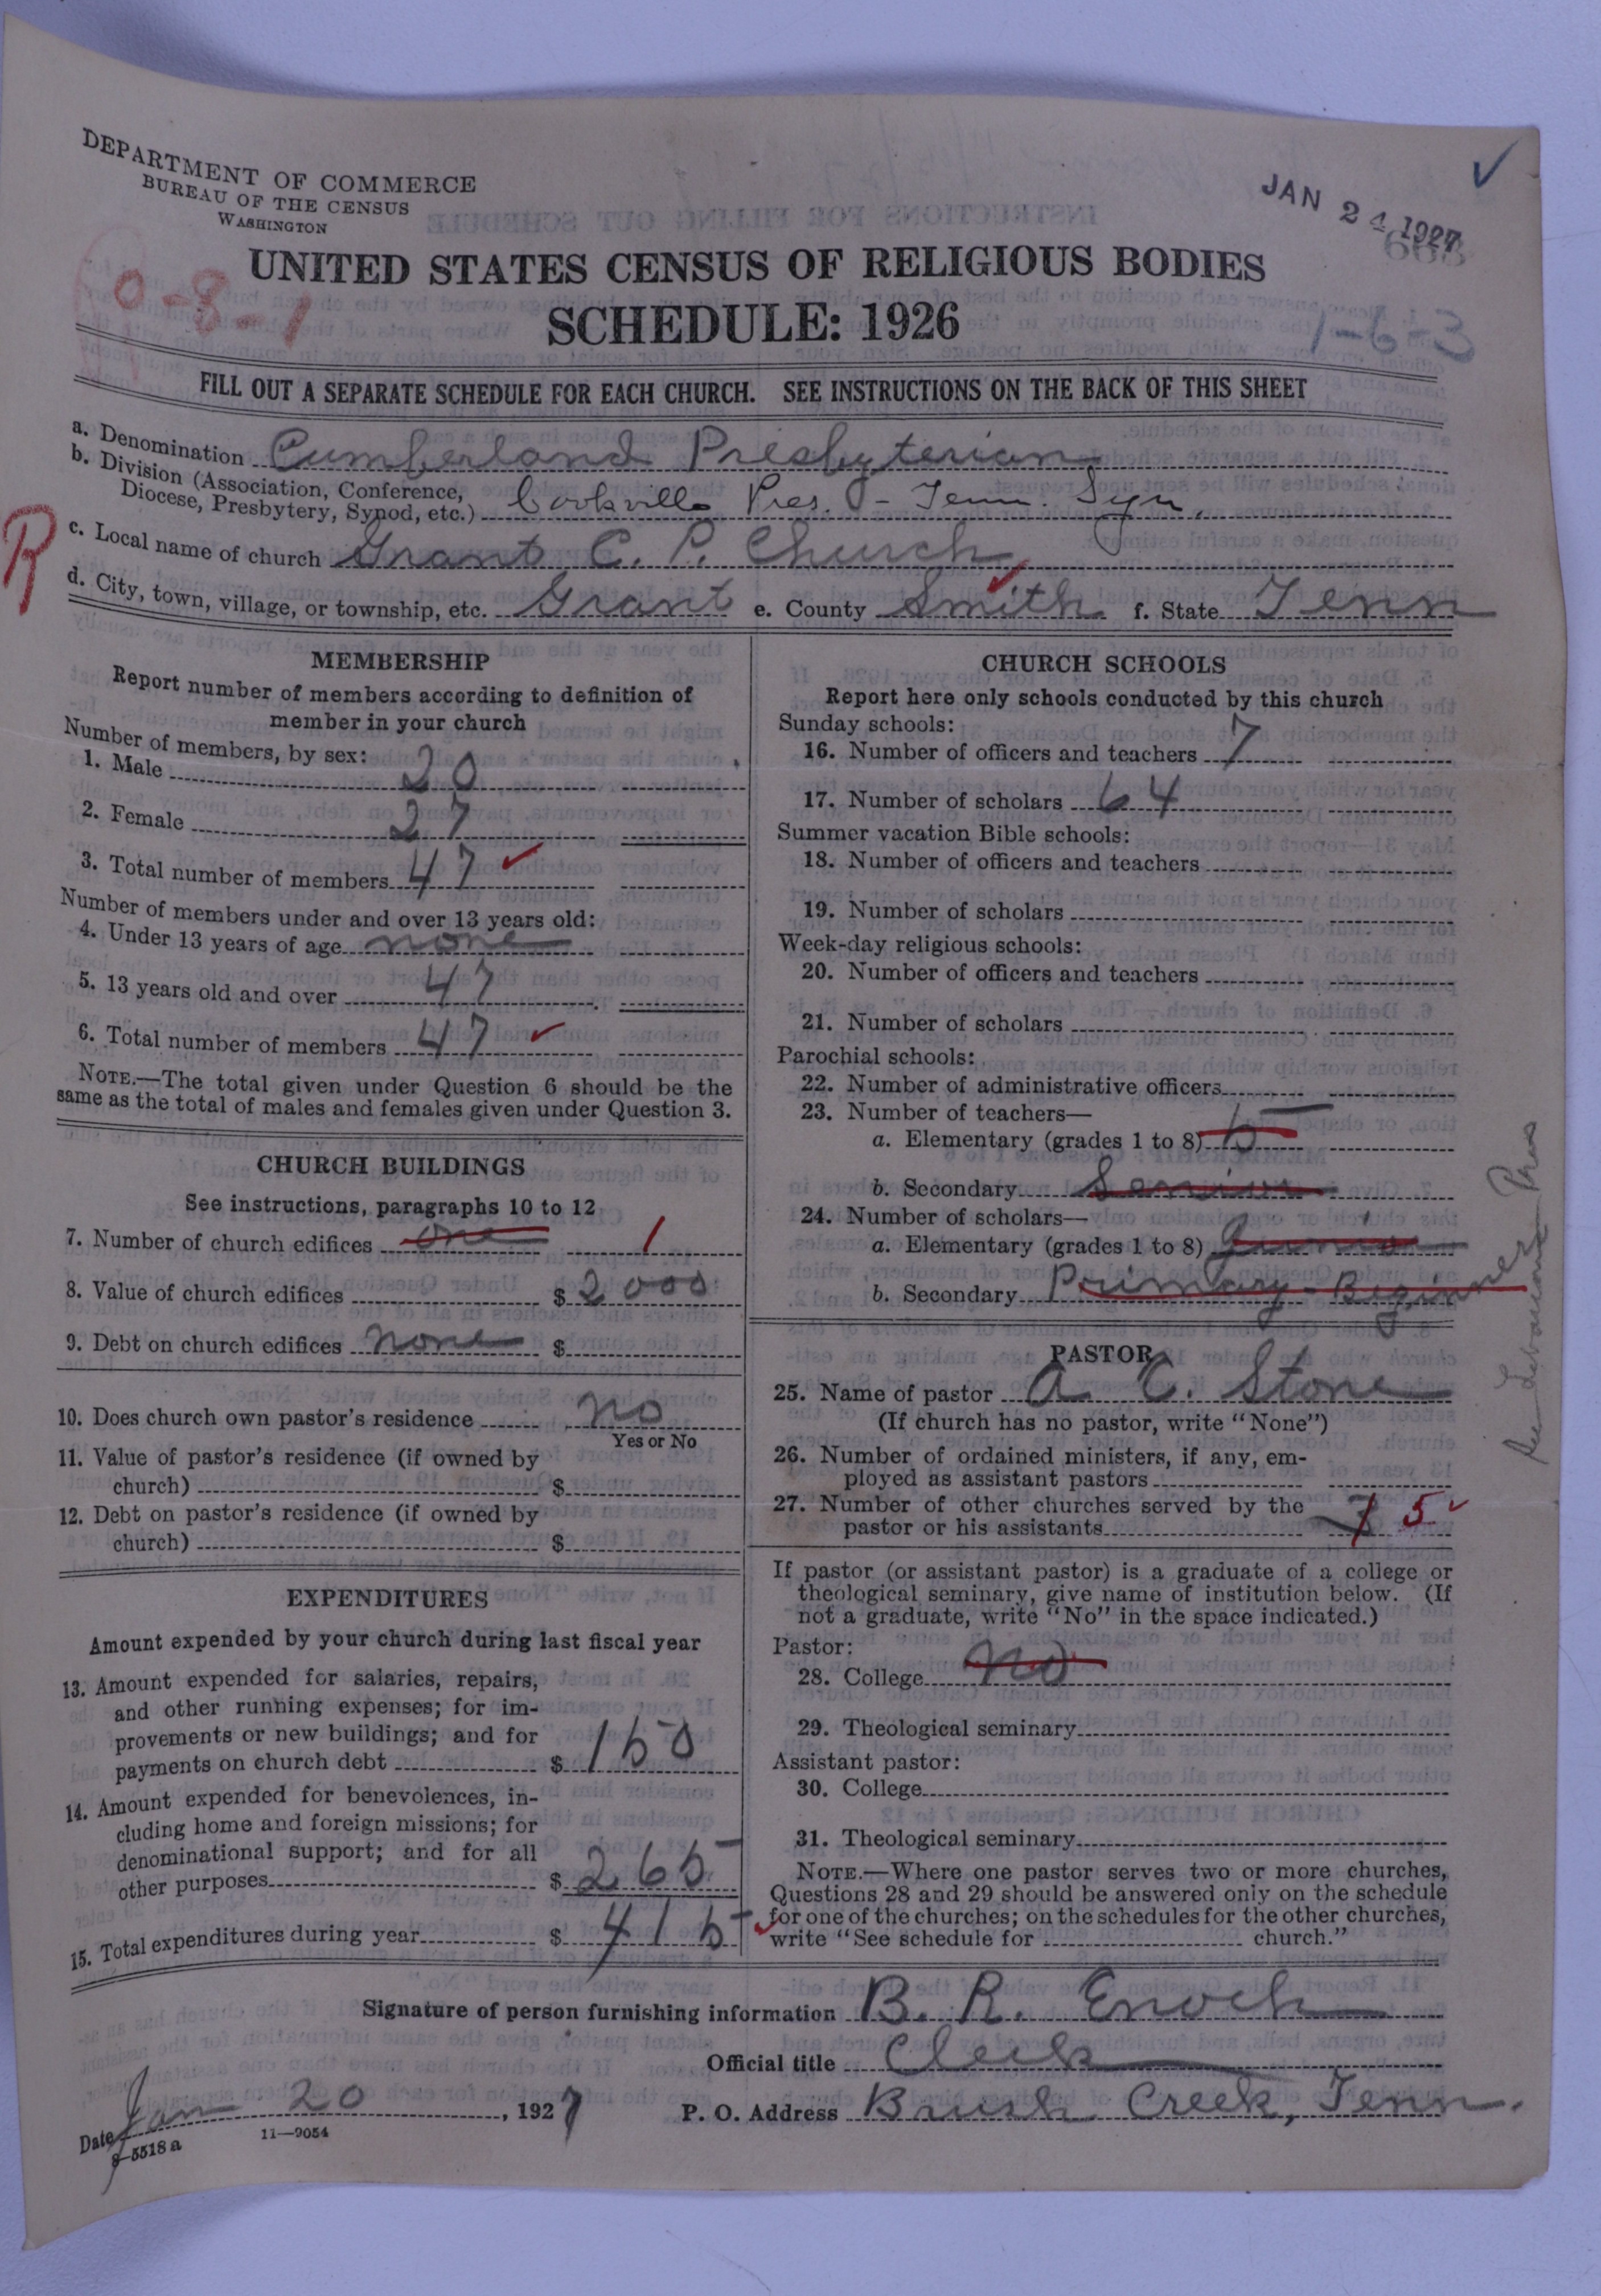 DEPARTMENT OF COMMERCE
BUREAU OF THE CENSUS
WASHINGTON
JAN 24 1927
668
UNITED STATES CENSUS OF RELIGIOUS BODIES
0-8-1
SCHEDULE: 1926
1-6-3
FILL OUT A SEPARATE SCHEDULE FOR EACH CHURCH. SEE INSTRUCTIONS ON THE BACK OF THIS SHEET
a. Denomination Cumberland Presbyterian
b. Division (Association, Conference, Diocese, Presbytery, Synod, etc.) Cookville Pres. - Tenn. Syn.
R
c. Local name of church Grant C. P. Church
d. City, town, village, or township, etc. Grant e. County Smith f. State Tenn
MEMBERSHIP
Report number of members according to definition of
member in your church
Number of members, by sex:
1. Male 20
2. Female 27
3. Total number of members 47
Number of members under and over 13 years old:
4. Under 13 years of age none
5. 13 years old and over 47
6. Total number of members 47
NOTE.—The total given under Question 6 should be the
same as the total of males and females given under Question 3.
CHURCH BUILDINGS
See instructions, paragraphs 10 to 12
7. Number of church edifices one 1
8. Value of church edifices $ 2000
9. Debt on church edifices none $
10. Does church own pastor's residence no
Yes or No
11. Value of pastor's residence (if owned by
church) $
12. Debt on pastor's residence (if owned by
church) $
EXPENDITURES
Amount expended by your church during last fiscal year
13. Amount expended for salaries, repairs,
and other running expenses; for im-
provements or new buildings; and for
payments on church debt $ 150
14. Amount expended for benevolences, in-
cluding home and foreign missions; for
denominational support; and for all
other purposes $ 265
15. Total expenditures during year $ 415
CHURCH SCHOOLS
Report here only schools conducted by this church
Sunday schools:
16. Number of officers and teachers 7
17. Number of scholars 64
Summer vacation Bible schools:
18. Number of officers and teachers
19. Number of scholars
Week-day religious schools:
20. Number of officers and teachers
21. Number of scholars
Parochial schools:
22. Number of administrative officers
23. Number of teachers—
a. Elementary (grades 1 to 8) 5
b. Secondary Senior
24. Number of scholars—
a. Elementary (grades 1 to 8) Junio
b. Secondary Primary - Beginner
PASTOR
25. Name of pastor A. C. Stone
(If church has no pastor, write "None")
26. Number of ordained ministers, if any, em-
ployed as assistant pastors
27. Number of other churches served by the
pastor or his assistants 7 5
If pastor (or assistant pastor) is a graduate of a college or
theological seminary, give name of institution below. (If
not a graduate, write "No" in the space indicated.)
Pastor:
28. College No
29. Theological seminary
Assistant pastor:
30. College
31. Theological seminary
NOTE.—Where one pastor serves two or more churches,
Questions 28 and 29 should be answered only on the schedule
for one of the churches; on the schedules for the other churches,
write "See schedule for church."
Signature of person furnishing information B. R. Enoch
Official title Clerk
Date Jan 20, 1927 P. O. Address Brush Creek, Tenn.
8-5518 a 11—9054